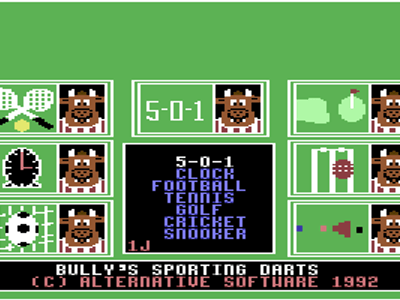 5-0-1
5-0-1
CLOCK
FOOTBALL
TENNIS
GOLF
CRICKET
SNOOKER
1J
BULLY'S SPORTING DARTS
(C) ALTERNATIVE SOFTWARE 1992